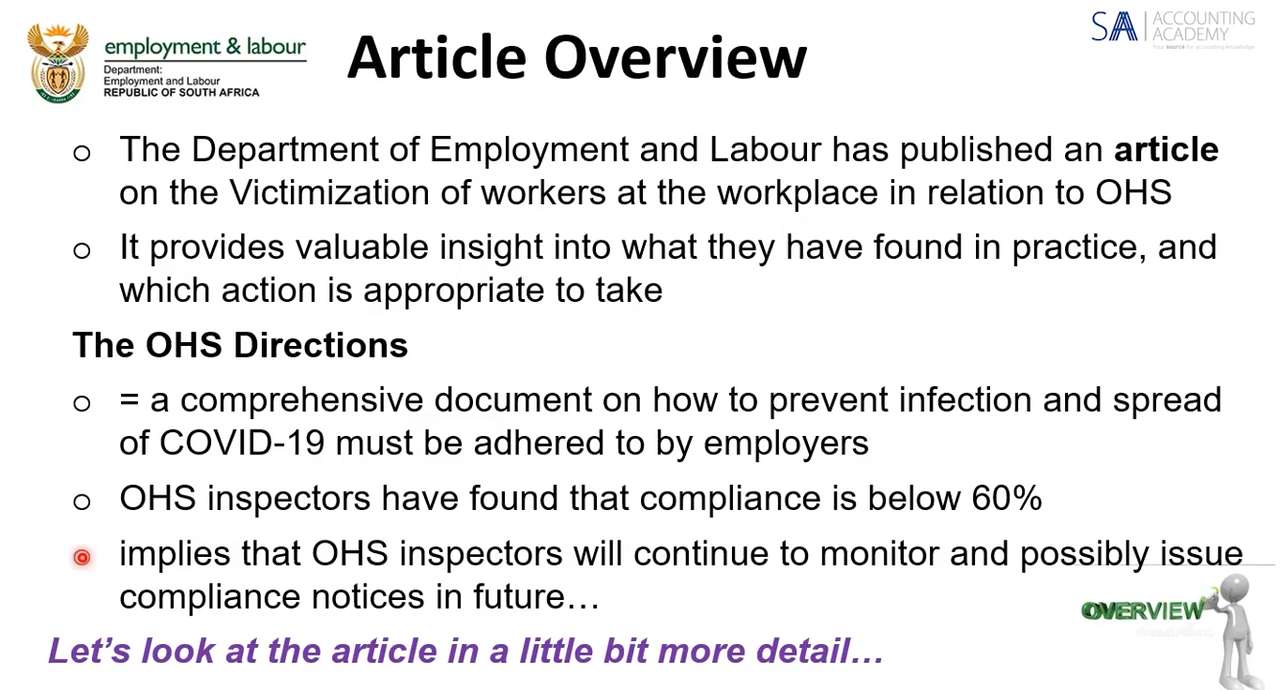 employment & labour
Department:
Employment and Labour
REPUBLIC OF SOUTH AFRICA
Article Overview
SAA ACCOUNTING
ACADEMY
Your source for accounting knowledge
o The Department of Employment and Labour has published an article
on the Victimization of workers at the workplace in relation to OHS
o It provides valuable insight into what they have found in practice, and
which action is appropriate to take
The OHS Directions
o = a comprehensive document on how to prevent infection and spread
of COVID-19 must be adhered to by employers
o OHS inspectors have found that compliance is below 60%
implies that OHS inspectors will continue to monitor and possibly issue
compliance notices in future…
OVERVIEW
Let’s look at the article in a little bit more detail…